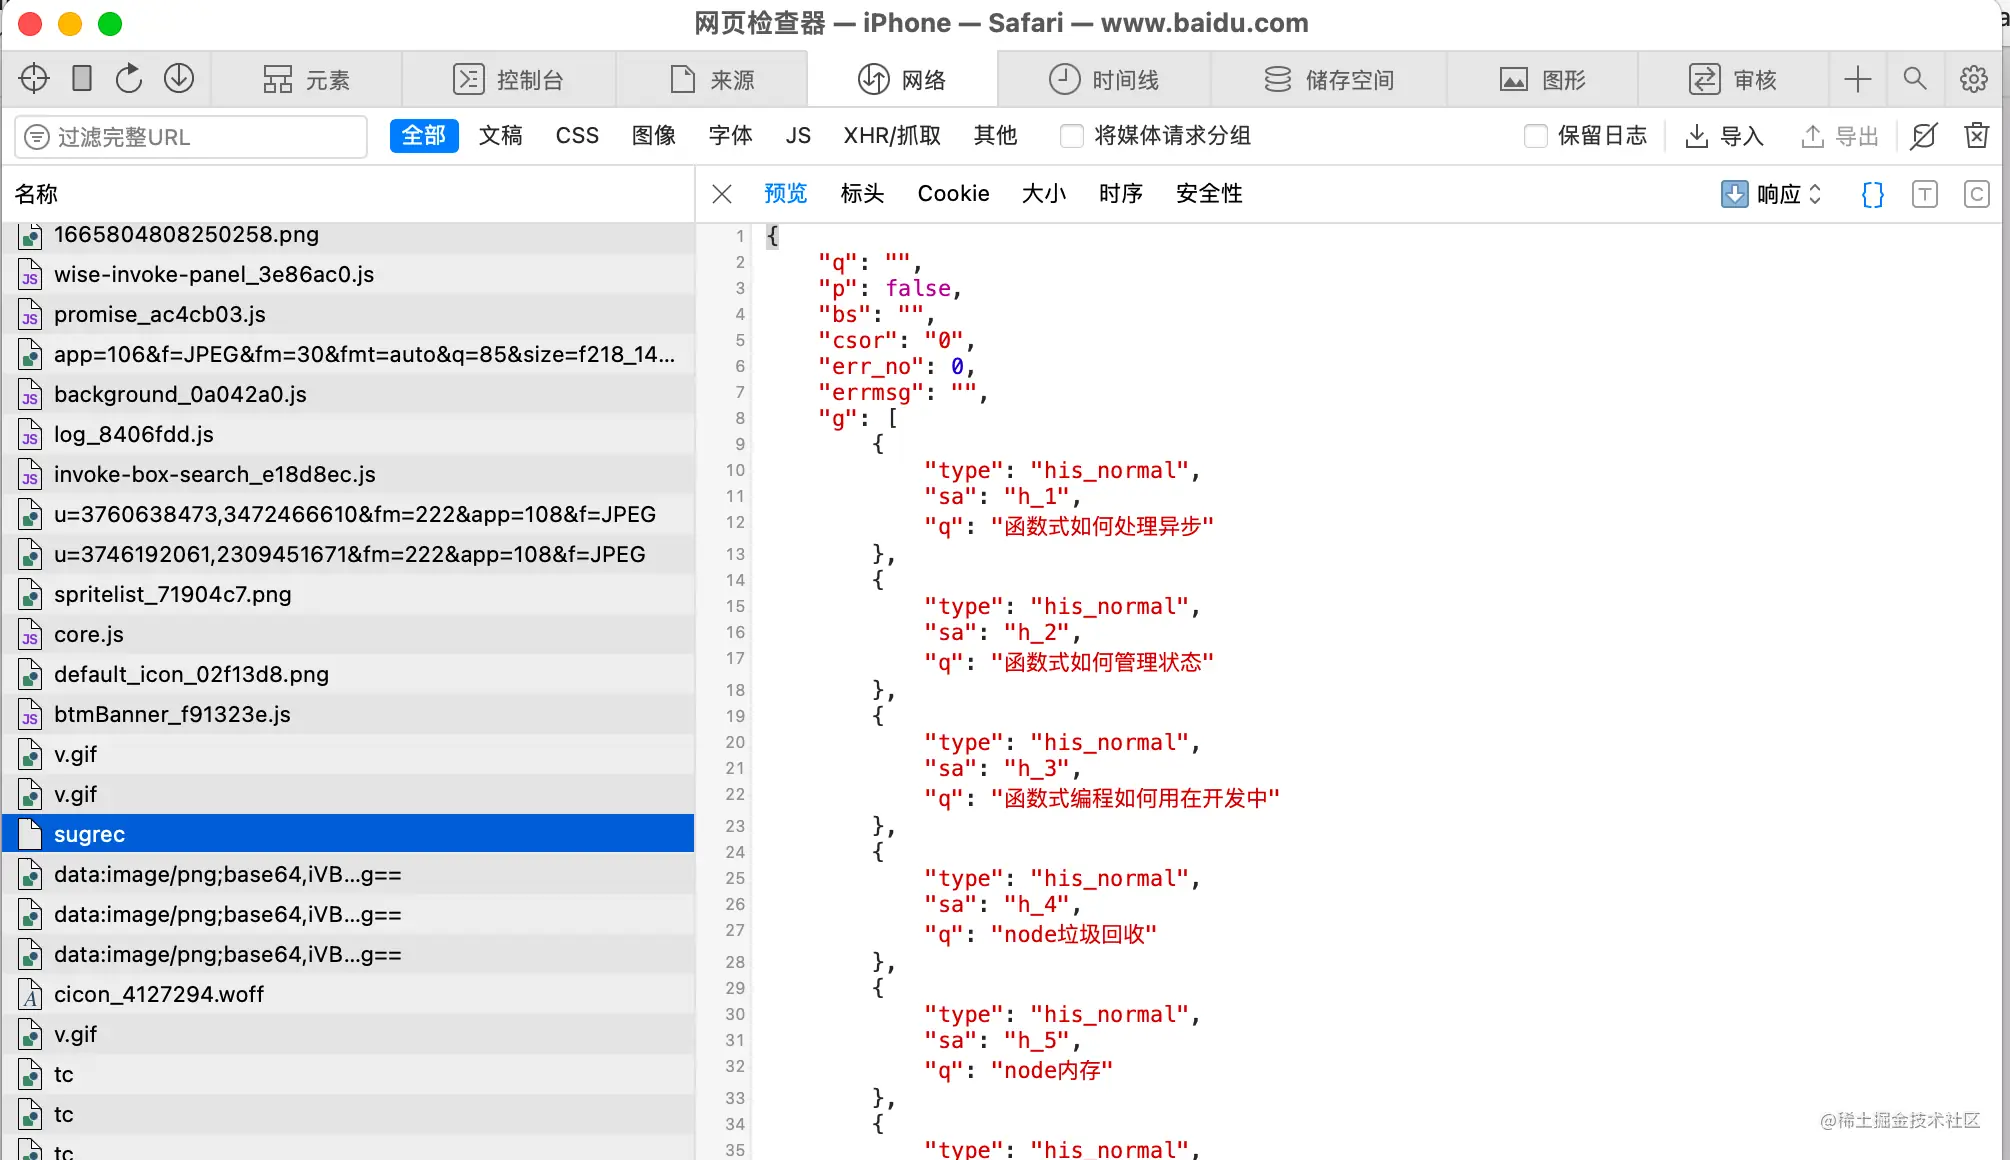 网页检查器 — iPhone — Safari — www.baidu.com
元素 控制台 来源 网络 时间线 储存空间 图形 审核
过滤完整URL 全部 文稿 CSS 图像 字体 JS XHR/抓取 其他 将媒体请求分组 保留日志 导入 导出
名称 预览 标头 Cookie 大小 时序 安全性 响应 {} T C
1665804808250258.png
wise-invoke-panel_3e86ac0.js
promise_ac4cb03.js
app=106&f=JPEG&fm=30&fmt=auto&q=85&size=f218_14...
background_0a042a0.js
log_8406fdd.js
invoke-box-search_e18d8ec.js
u=3760638473,3472466610&fm=222&app=108&f=JPEG
u=3746192061,2309451671&fm=222&app=108&f=JPEG
spritelist_71904c7.png
core.js
default_icon_02f13d8.png
btmBanner_f91323e.js
v.gif
v.gif
sugrec
data:image/png;base64,iVB...g==
data:image/png;base64,iVB...g==
data:image/png;base64,iVB...g==
cicon_4127294.woff
v.gif
tc
tc
tc
1 {
2 "q": "",
3 "p": false,
4 "bs": "",
5 "csor": "0",
6 "err_no": 0,
7 "errmsg": "",
8 "g": [
9 {
10 "type": "his_normal",
11 "sa": "h_1",
12 "q": "函数式如何处理异步"
13 },
14 {
15 "type": "his_normal",
16 "sa": "h_2",
17 "q": "函数式如何管理状态"
18 },
19 {
20 "type": "his_normal",
21 "sa": "h_3",
22 "q": "函数式编程如何用在开发中"
23 },
24 {
25 "type": "his_normal",
26 "sa": "h_4",
27 "q": "node垃圾回收"
28 },
29 {
30 "type": "his_normal",
31 "sa": "h_5",
32 "q": "node内存"
33 },
34 {
35 "type": "his_normal",
@稀土掘金技术社区